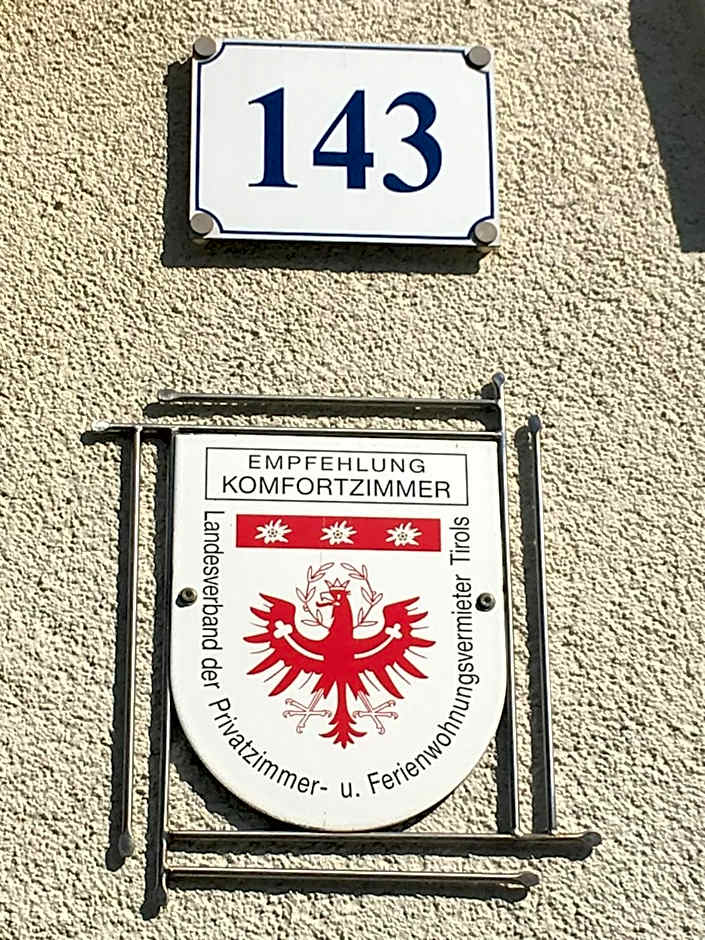 143
EMPFEHLUNG
KOMFORTZIMMER
Landesverband der Privatzimmer- u. Ferienwohnungsvermieter Tirols